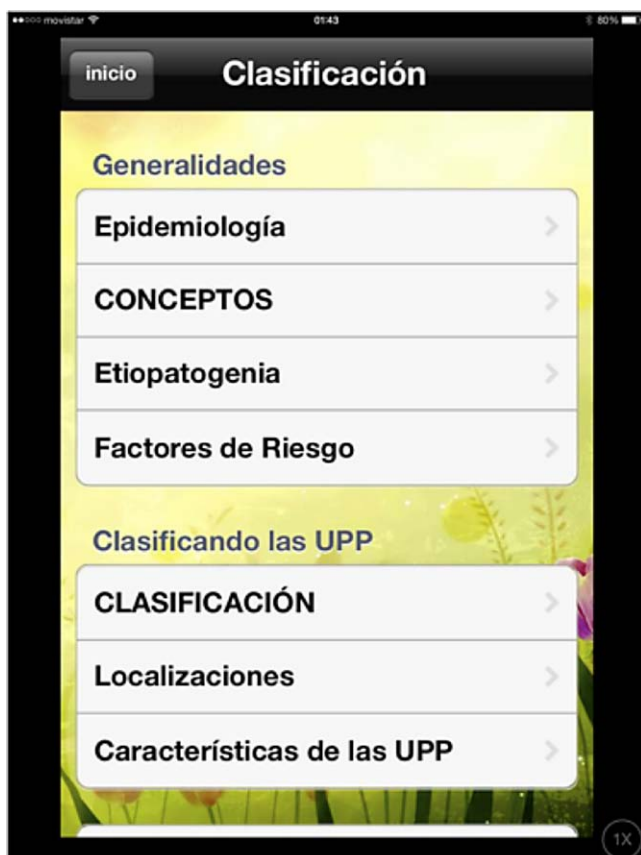 movistar 01:43 80%
inicio Clasificación
Generalidades
Epidemiología
CONCEPTOS
Etiopatogenia
Factores de Riesgo
Clasificando las UPP
CLASIFICACIÓN
Localizaciones
Características de las UPP
1X